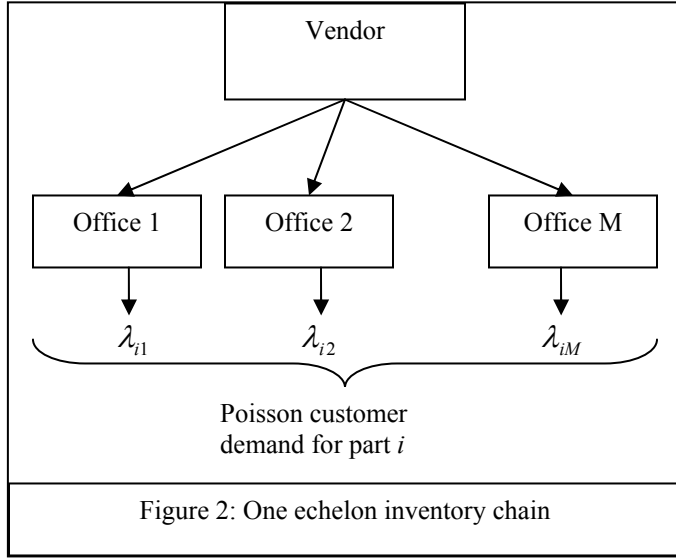 Vendor
Office 1
Office 2
Office M
λi1
λi2
λiM
Poisson customer
demand for part i
Figure 2: One echelon inventory chain